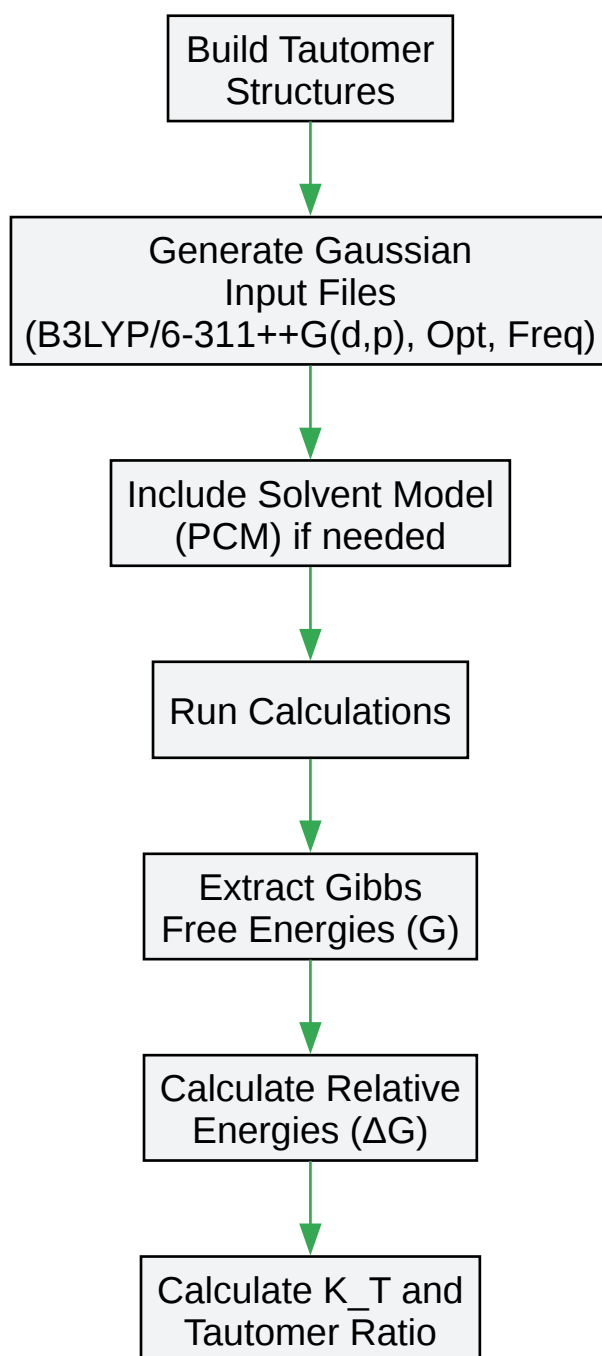 Build Tautomer
Structures
Generate Gaussian
Input Files
(B3LYP/6-311++G(d,p), Opt, Freq)
Include Solvent Model
(PCM) if needed
Run Calculations
Extract Gibbs
Free Energies (G)
Calculate Relative
Energies (ΔG)
Calculate K_T and
Tautomer Ratio